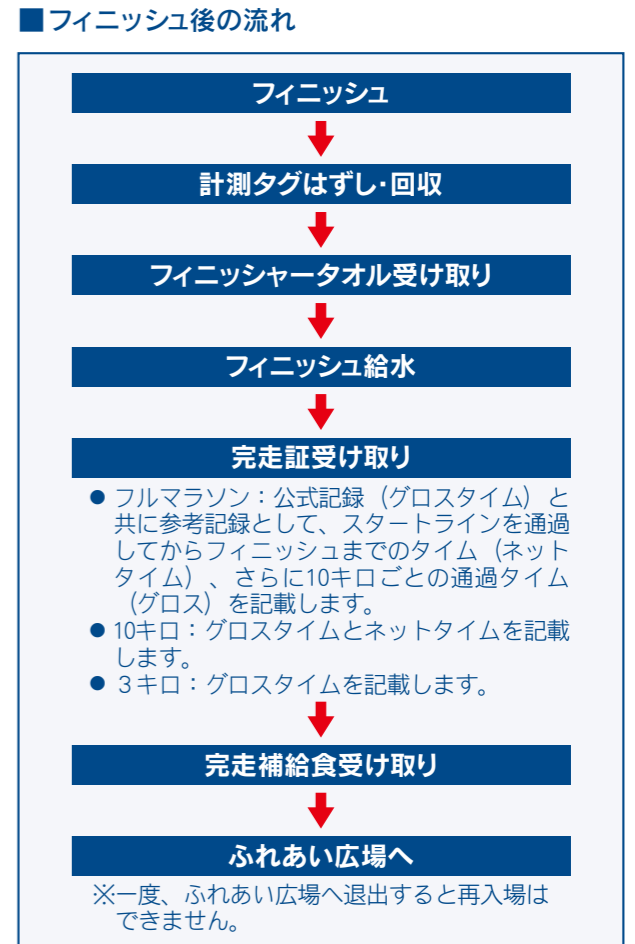 ■フィニッシュ後の流れ
フィニッシュ
計測タグはずし・回収
フィニッシャータオル受け取り
フィニッシュ給水
完走証受け取り
●フルマラソン：公式記録（グロスタイム）と
共に参考記録として、スタートラインを通過
してからフィニッシュまでのタイム（ネット
タイム）、さらに10キロごとの通過タイム
（グロス）を記載します。
●10キロ：グロスタイムとネットタイムを記載
します。
●３キロ：グロスタイムを記載します。
完走補給食受け取り
ふれあい広場へ
※一度、ふれあい広場へ退出すると再入場は
できません。